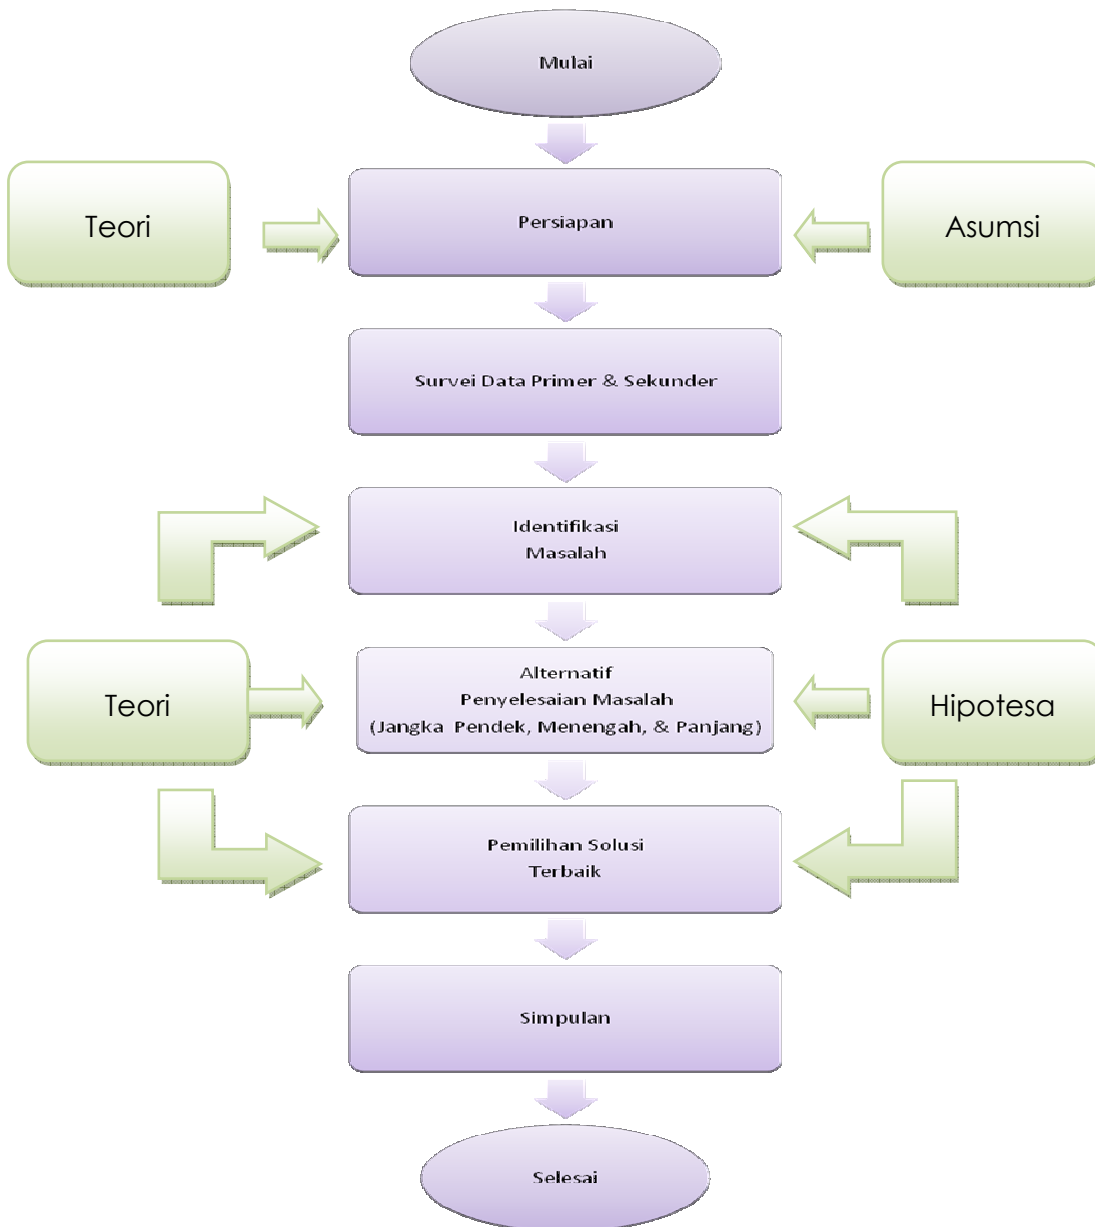 Mulai
Teori
Persiapan
Asumsi
Survei Data Primer & Sekunder
Identifikasi
Masalah
Teori
Alternatif
Penyelesaian Masalah
(Jangka Pendek, Menengah, & Panjang)
Hipotesa
Pemilihan Solusi
Terbaik
Simpulan
Selesai